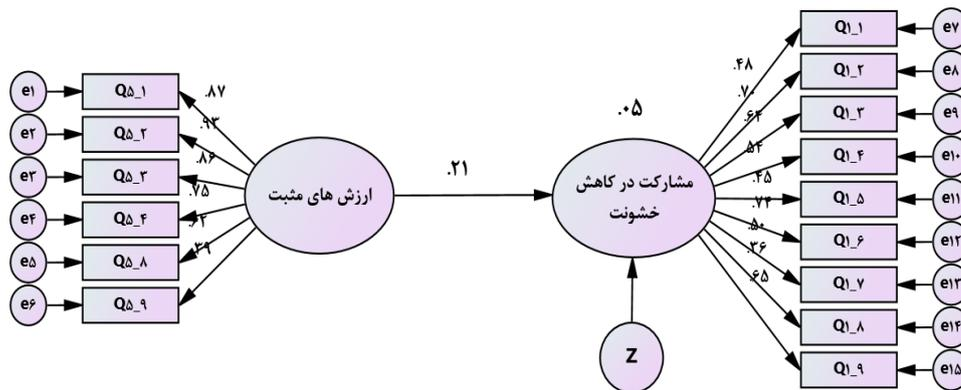 e۱
Q۵_۱
.۸۷
e۲
Q۵_۲
.۹۳
e۳
Q۵_۳
.۸۶
e۴
Q۵_۴
.۷۵
e۵
Q۵_۸
.۶۲
e۶
Q۵_۹
.۳۹
ارزش های مثبت
.۲۱
.۰۵
مشارکت در کاهش
خشونت
Z
.۴۸
Q۱_۱
e۷
.۷۰
Q۱_۲
e۸
.۶۴
Q۱_۳
e۹
.۵۴
Q۱_۴
e۱۰
.۴۵
Q۱_۵
e۱۱
.۷۴
Q۱_۶
e۱۲
.۵۰
Q۱_۷
e۱۳
.۳۶
Q۱_۸
e۱۴
.۶۵
Q۱_۹
e۱۵